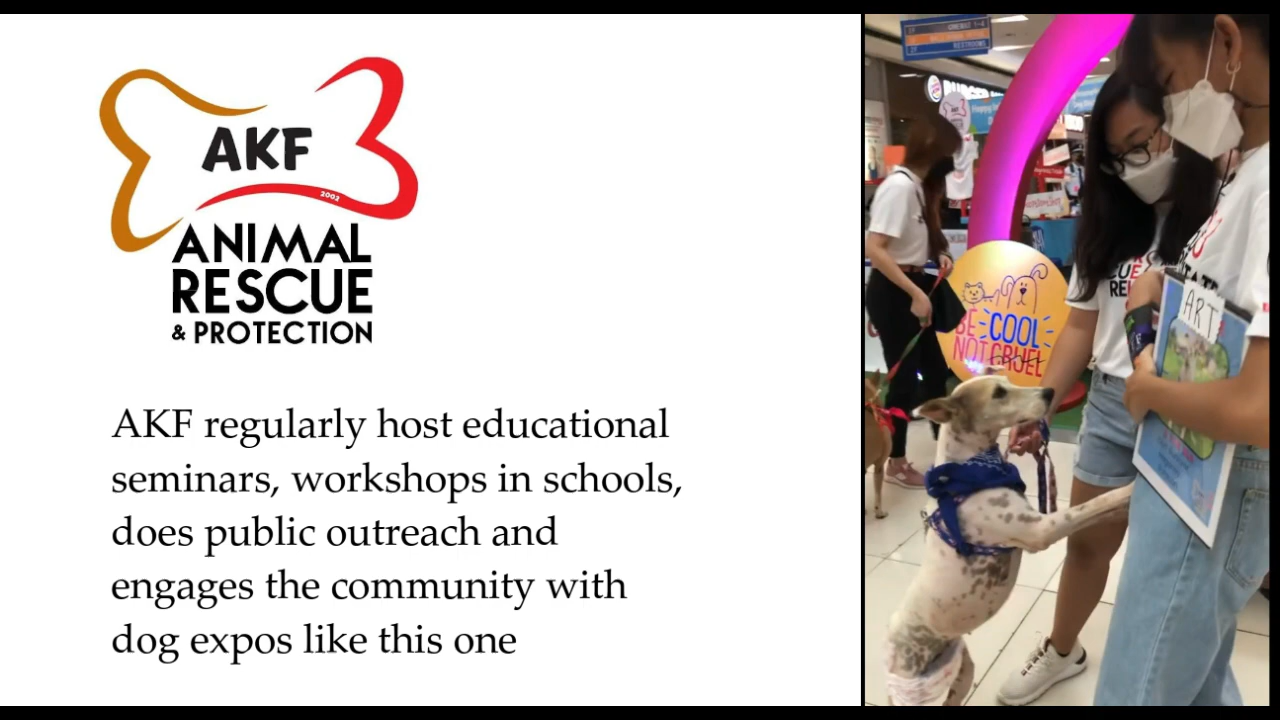 AKF
2002
ANIMAL
RESCUE
& PROTECTION
AKF regularly host educational
seminars, workshops in schools,
does public outreach and
engages the community with
dog expos like this one
RESTROOMS
BE COOL
NOT CRUEL
ART